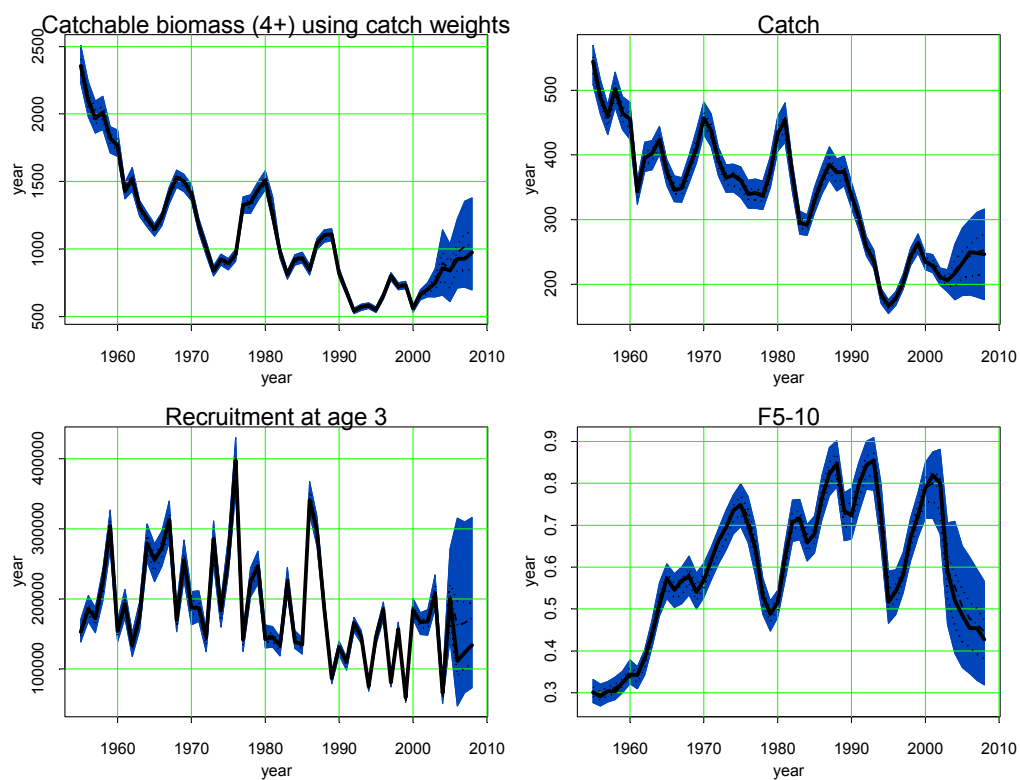 Catchable biomass (4+) using catch weights
year
2500
2000
1500
1000
500
1960 1970 1980 1990 2000 2010
year
Catch
year
500
400
300
200
1960 1970 1980 1990 2000 2010
year
Recruitment at age 3
year
400000
300000
200000
100000
1960 1970 1980 1990 2000 2010
year
F5-10
year
0.9
0.8
0.7
0.6
0.5
0.4
0.3
1960 1970 1980 1990 2000 2010
year